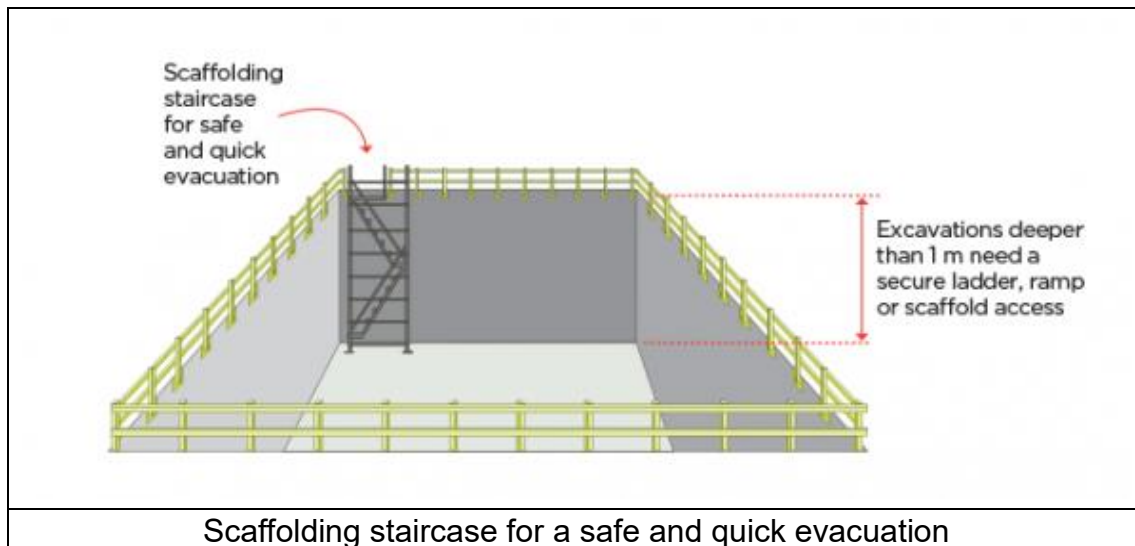 Scaffolding
staircase
for safe
and quick
evacuation
Excavations deeper
than 1 m need a
secure ladder, ramp
or scaffold access
Scaffolding staircase for a safe and quick evacuation